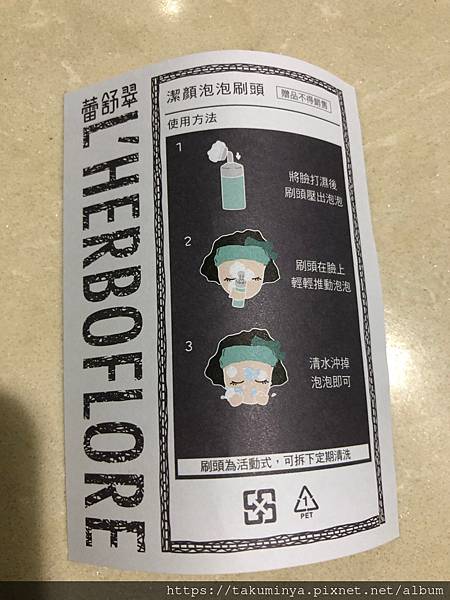 蕾舒翠
L'HERBOFLORE
潔顏泡泡刷頭
贈品不得銷售
使用方法
1
將臉打濕後
刷頭壓出泡泡
2
刷頭在臉上
輕輕推動泡泡
3
清水沖掉
泡泡即可
刷頭為活動式，可拆下定期清洗
1
PET
https://takuminya.pixnet.net/album